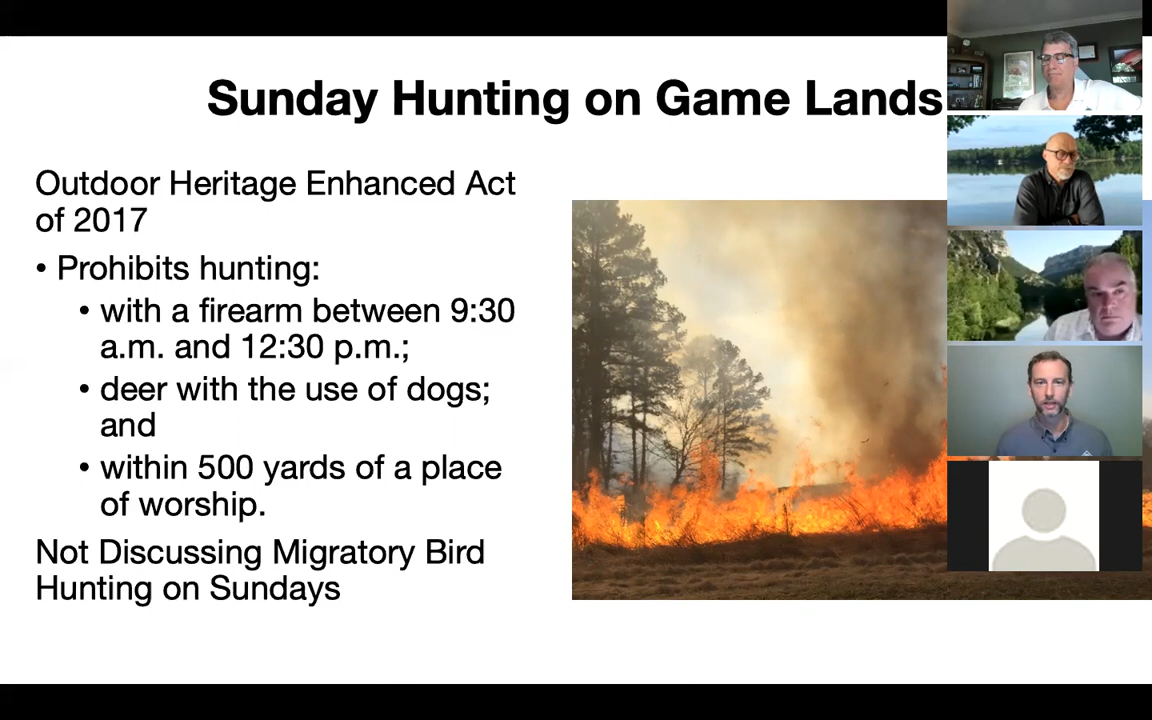 Sunday Hunting on Game Lands
Outdoor Heritage Enhanced Act
of 2017
• Prohibits hunting:
• with a firearm between 9:30
a.m. and 12:30 p.m.;
• deer with the use of dogs;
and
• within 500 yards of a place
of worship.
Not Discussing Migratory Bird
Hunting on Sundays